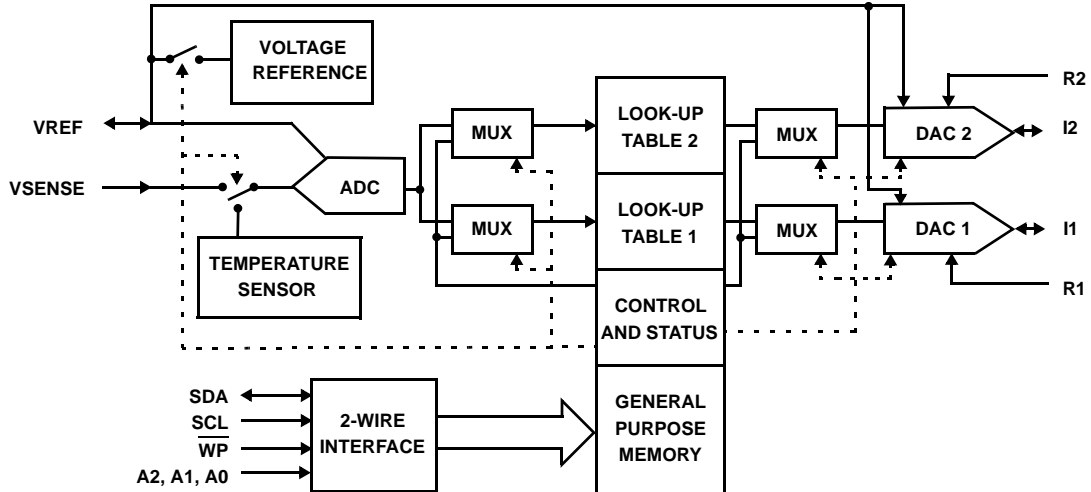 VOLTAGE
REFERENCE
VREF
VSENSE
ADC
TEMPERATURE
SENSOR
MUX
MUX
LOOK-UP
TABLE 2
LOOK-UP
TABLE 1
CONTROL
AND STATUS
GENERAL
PURPOSE
MEMORY
MUX
MUX
DAC 2
DAC 1
R2
I2
I1
R1
SDA
SCL
WP
A2, A1, A0
2-WIRE
INTERFACE